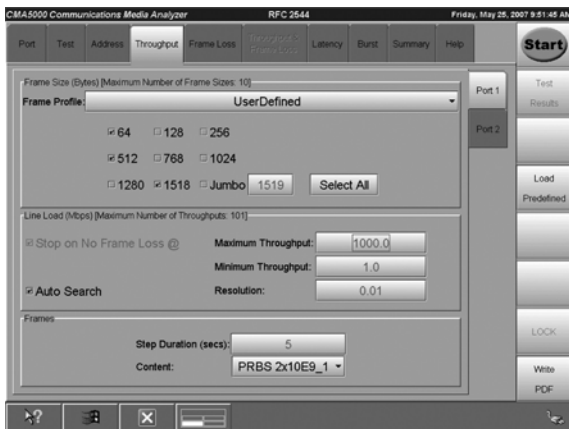 CMA5000 Communications Media Analyzer RFC 2544 Friday, May 25, 2007 9:51:45 AM
Port Test Address Throughput Frame Loss Throughput & Frame Loss Latency Burst Summary Help Start
Frame Size (Bytes) [Maximum Number of Frame Sizes: 10]
Frame Profile: UserDefined
64 128 256
512 768 1024
1280 1518 Jumbo 1519 Select All
Line Load (Mbps) [Maximum Number of Throughputs: 101]
Stop on No Frame Loss @ Maximum Throughput: 1000.0
Minimum Throughput: 1.0
Auto Search Resolution: 0.01
Frames
Step Duration (secs): 5
Content: PRBS 2x10E9_1
Port 1
Port 2
Test
Results
Load
Predefined
LOCK
Write
PDF